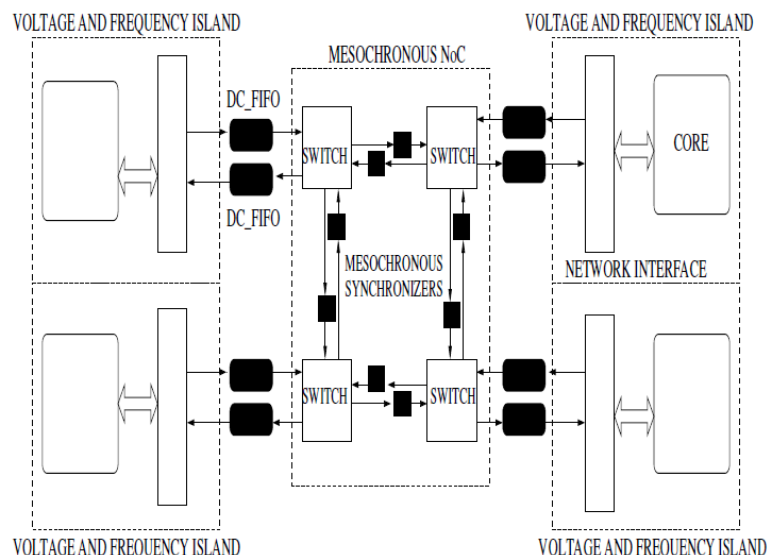 VOLTAGE AND FREQUENCY ISLAND
VOLTAGE AND FREQUENCY ISLAND
MESOCHRONOUS NoC
DC_FIFO
SWITCH
SWITCH
CORE
DC_FIFO
MESOCHRONOUS
SYNCHRONIZERS
NETWORK INTERFACE
SWITCH
SWITCH
VOLTAGE AND FREQUENCY ISLAND
VOLTAGE AND FREQUENCY ISLAND